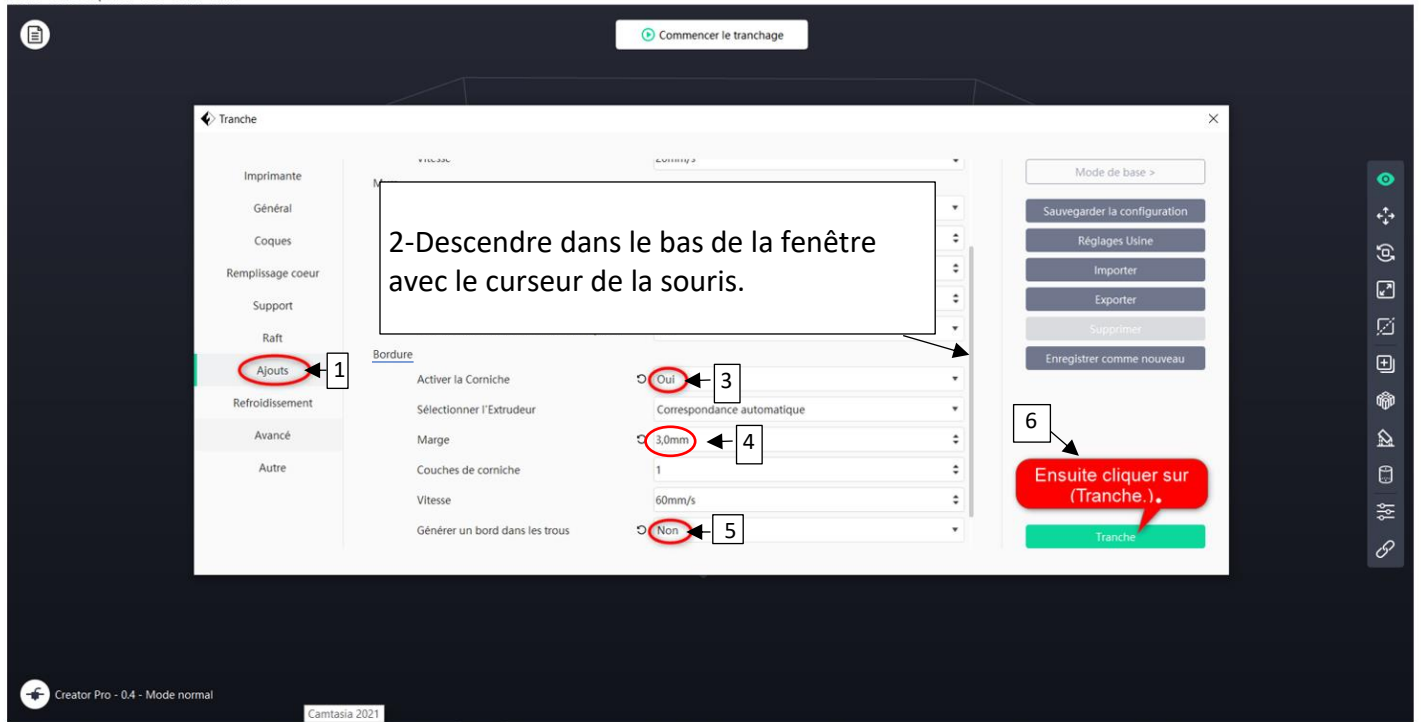 Commencer le tranchage
Tranche
Imprimante
Général
Coques
Remplissage coeur
Support
Raft
Ajouts
Refroidissement
Avancé
Autre
1
Vitesse
20mm/s
2-Descendre dans le bas de la fenêtre
avec le curseur de la souris.
Bordure
Activer la Corniche
Oui
3
Sélectionner l'Extrudeur
Correspondance automatique
Marge
3,0mm
4
Couches de corniche
1
Vitesse
60mm/s
Générer un bord dans les trous
Non
5
Mode de base >
Sauvegarder la configuration
Réglages Usine
Importer
Exporter
Supprimer
Enregistrer comme nouveau
6
Ensuite cliquer sur
(Tranche.).
Tranche
Creator Pro - 0.4 - Mode normal
Camtasia 2021